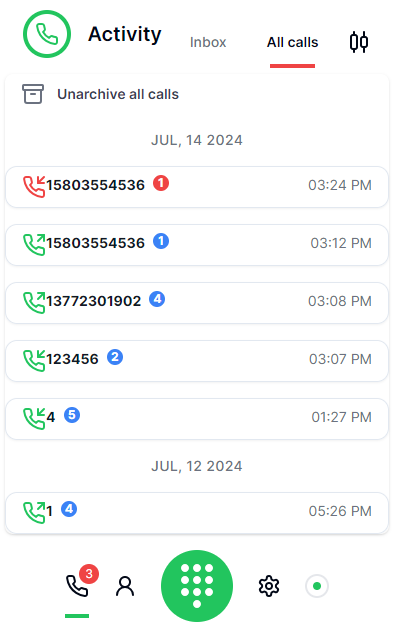 Activity Inbox All calls
Unarchive all calls
JUL, 14 2024
15803554536 1 03:24 PM
15803554536 1 03:12 PM
13772301902 4 03:08 PM
123456 2 03:07 PM
4 5 01:27 PM
JUL, 12 2024
1 4 05:26 PM
3